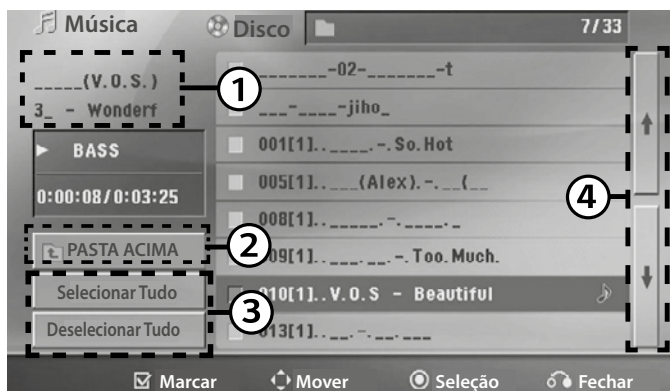 Música
Disco
7/33
_____(V.O.S.)
3_ - Wonderf
1
BASS
0:00:08/0:03:25
2
PASTA ACIMA
3
Selecionar Tudo
Deselecionar Tudo
_______-02-_______-t
___-____-jiho_
001[1]..____.-.So.Hot
005[1]..___(Alex).-.__(__
008[1].._____.-.____._
009[1]..___.__.-.Too.Much.
010[1]..V.O.S - Beautiful
013[1]..__.-.__.___
4
Marcar
Mover
Seleção
Fechar